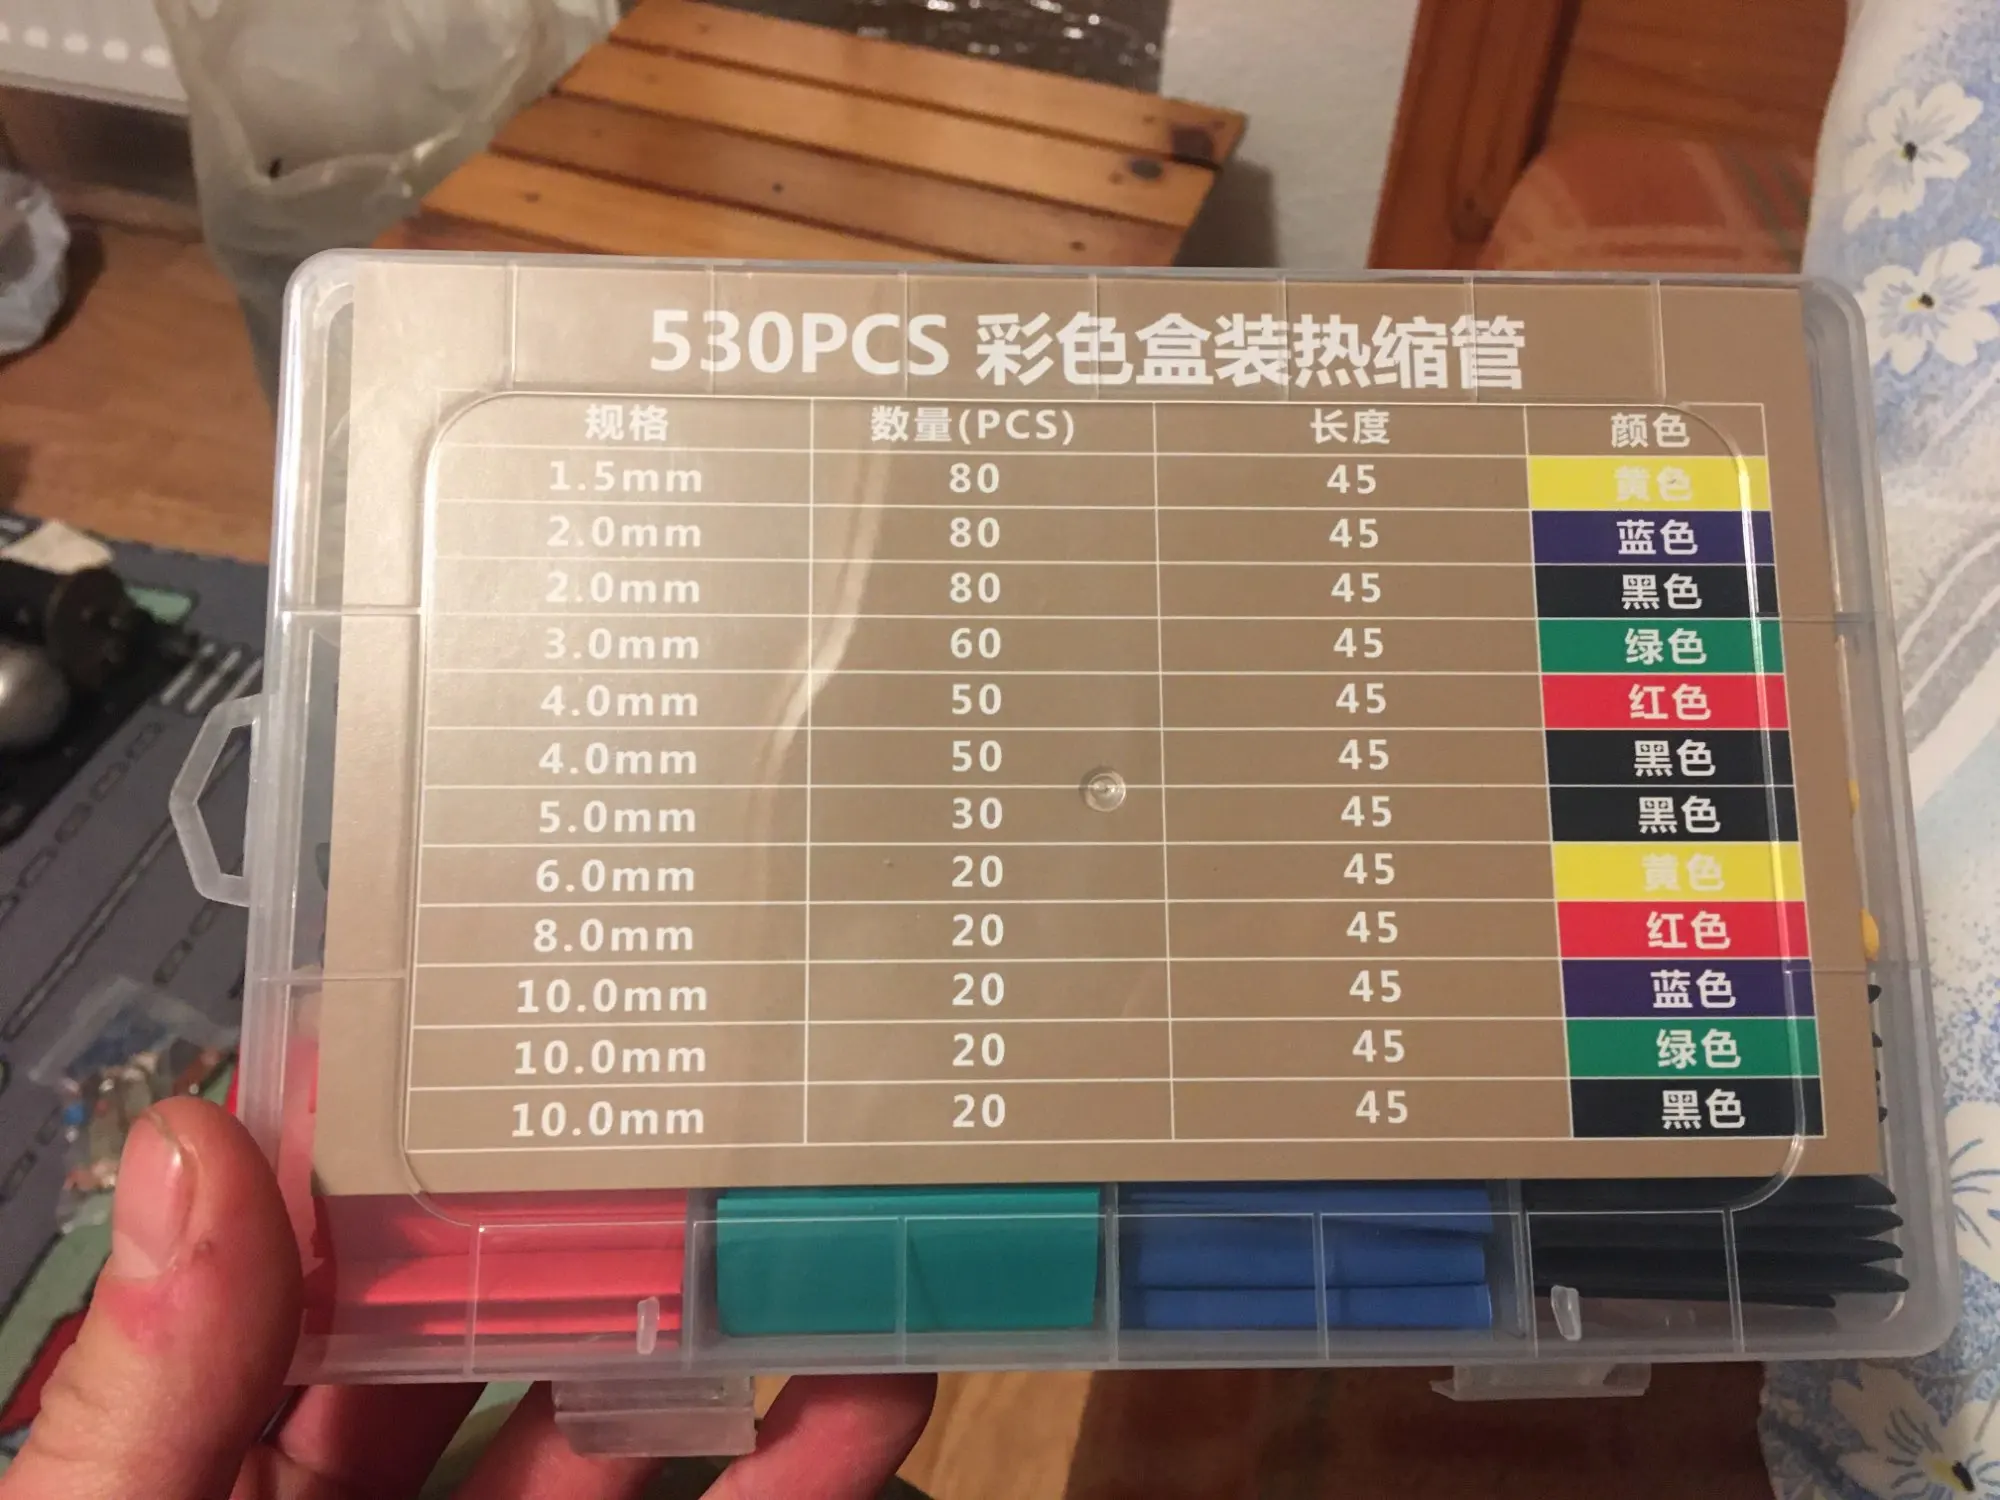 530PCS 彩色盒装热缩管
规格 数量(PCS) 长度 颜色
1.5mm 80 45 黄色
2.0mm 80 45 蓝色
2.0mm 80 45 黑色
3.0mm 60 45 绿色
4.0mm 50 45 红色
4.0mm 50 45 黑色
5.0mm 30 45 黑色
6.0mm 20 45 黄色
8.0mm 20 45 红色
10.0mm 20 45 蓝色
10.0mm 20 45 绿色
10.0mm 20 45 黑色